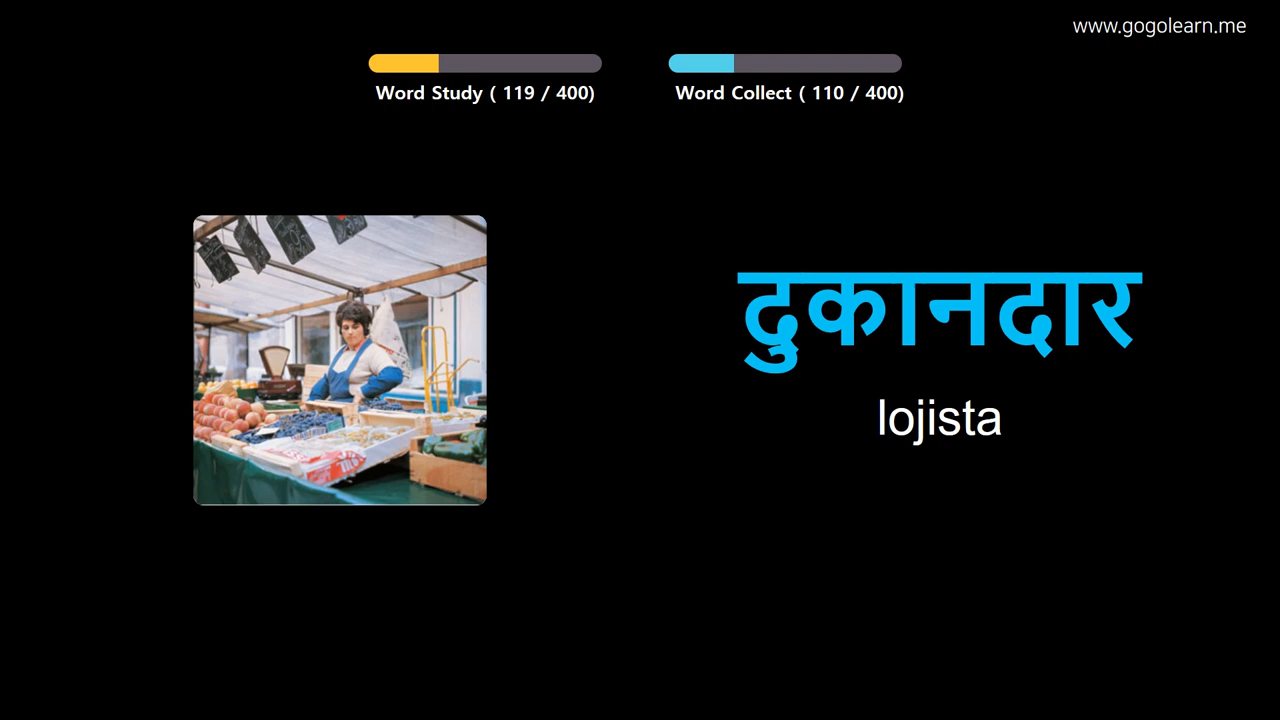 www.gogolearn.me
Word Study ( 119 / 400)
Word Collect ( 110 / 400)
दुकानदार
lojista